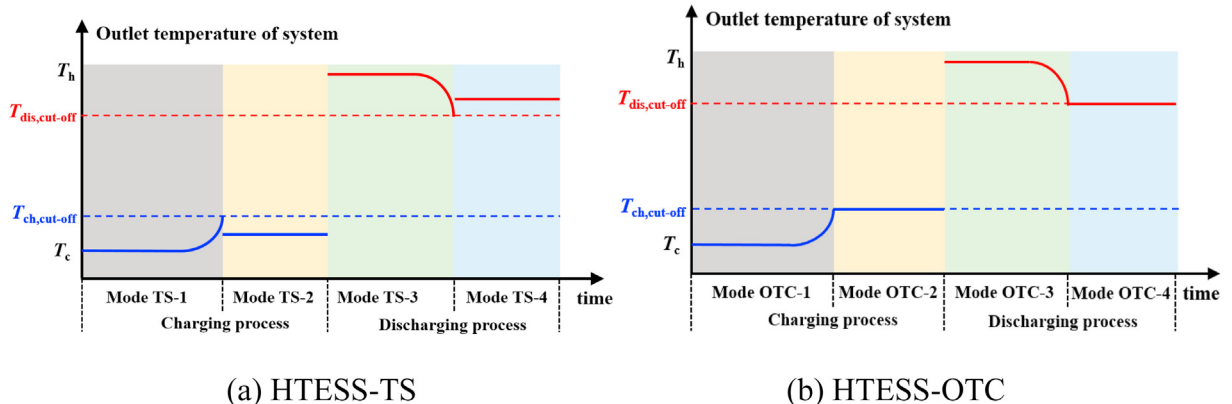 Outlet temperature of system
Th
Tdis,cut-off
Tch,cut-off
Tc
Mode TS-1 Mode TS-2 Mode TS-3 Mode TS-4 time
Charging process Discharging process
(a) HTESS-TS
Outlet temperature of system
Th
Tdis,cut-off
Tch,cut-off
Tc
Mode OTC-1 Mode OTC-2 Mode OTC-3 Mode OTC-4 time
Charging process Discharging process
(b) HTESS-OTC